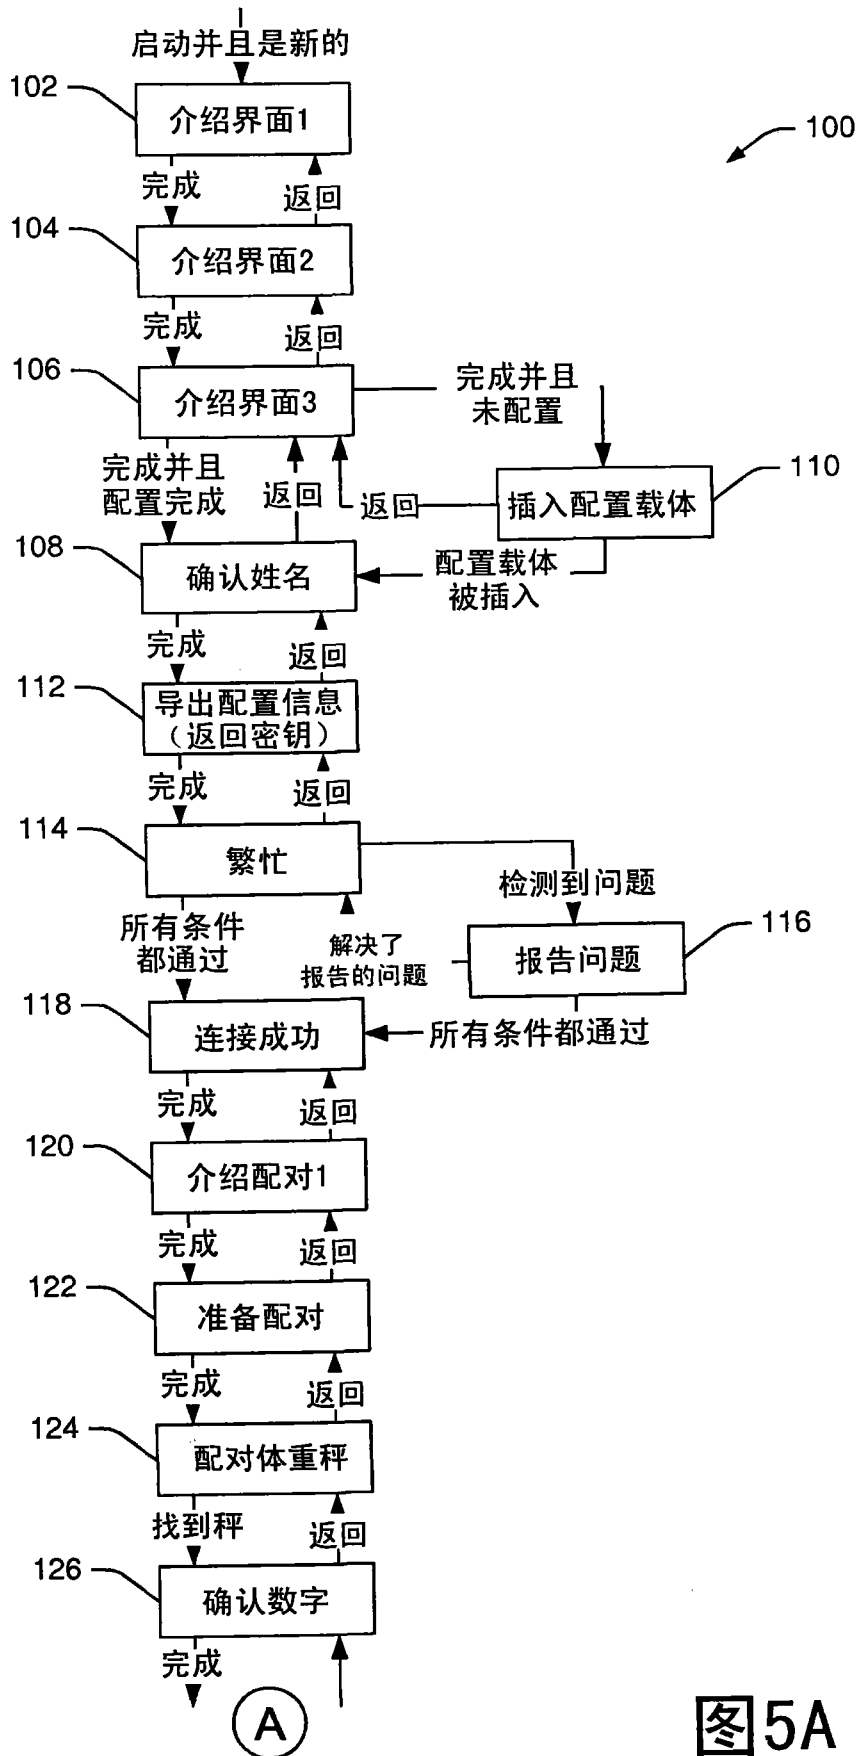 启动并且是新的
102
介绍界面1
100
完成
返回
104
介绍界面2
完成
返回
106
介绍界面3
完成并且
未配置
完成并且
配置完成
返回
返回
110
插入配置载体
108
确认姓名
配置载体
被插入
完成
返回
112
导出配置信息
（返回密钥）
完成
返回
114
繁忙
检测到问题
所有条件
都通过
解决了
报告的问题
116
报告问题
118
连接成功
所有条件都通过
完成
返回
120
介绍配对1
完成
返回
122
准备配对
完成
返回
124
配对体重秤
找到秤
返回
126
确认数字
完成
A
图5A